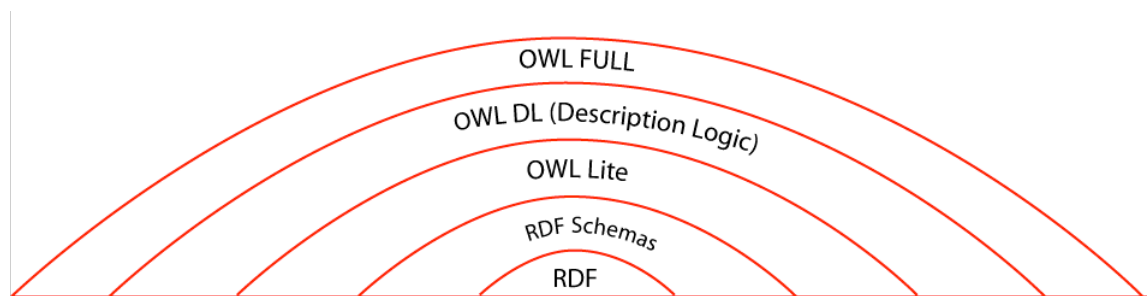 OWL FULL
OWL DL (Description Logic)
OWL Lite
RDF Schemas
RDF